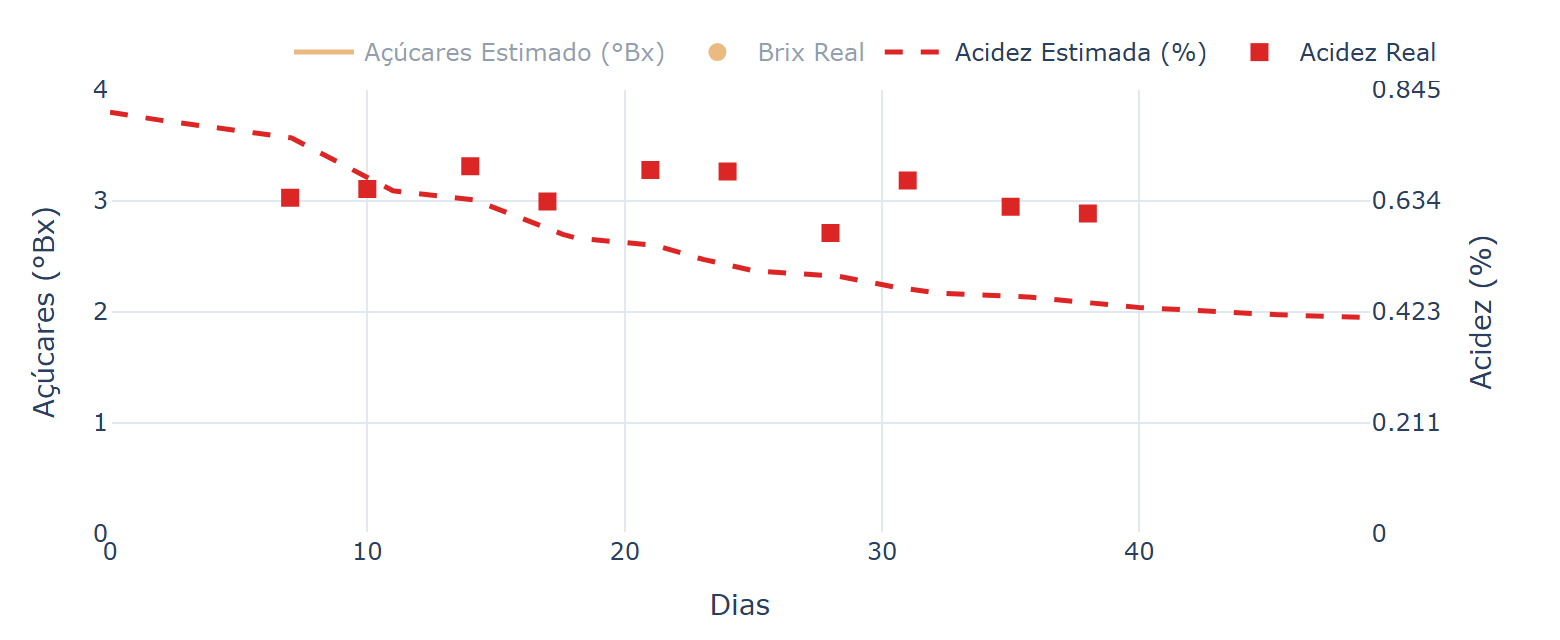 Açúcares Estimado (°Bx) Brix Real Acidez Estimada (%) Acidez Real
4 0.845
3 0.634
2 0.423
1 0.211
0 0
0 10 20 30 40
Açúcares (°Bx)
Acidez (%)
Dias